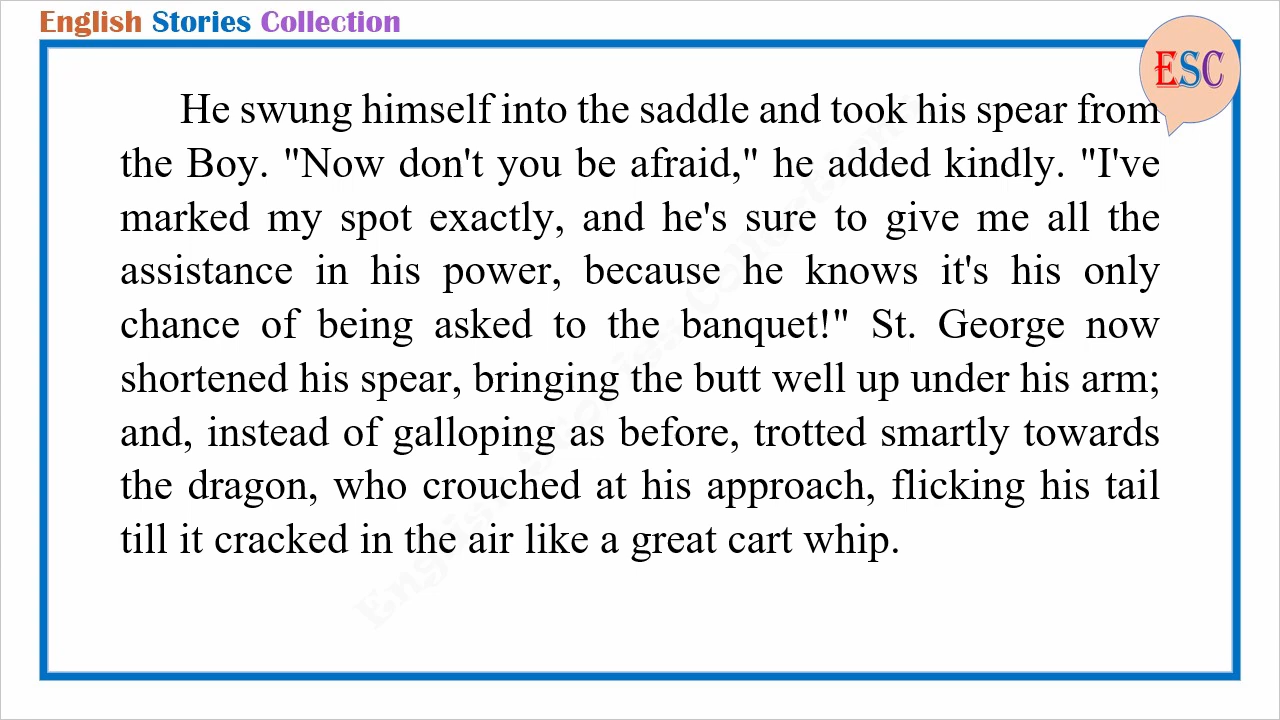 English Stories Collection
ESC
He swung himself into the saddle and took his spear from
the Boy. "Now don't you be afraid," he added kindly. "I've
marked my spot exactly, and he's sure to give me all the
assistance in his power, because he knows it's his only
chance of being asked to the banquet!" St. George now
shortened his spear, bringing the butt well up under his arm;
and, instead of galloping as before, trotted smartly towards
the dragon, who crouched at his approach, flicking his tail
till it cracked in the air like a great cart whip.
English Stories Collection